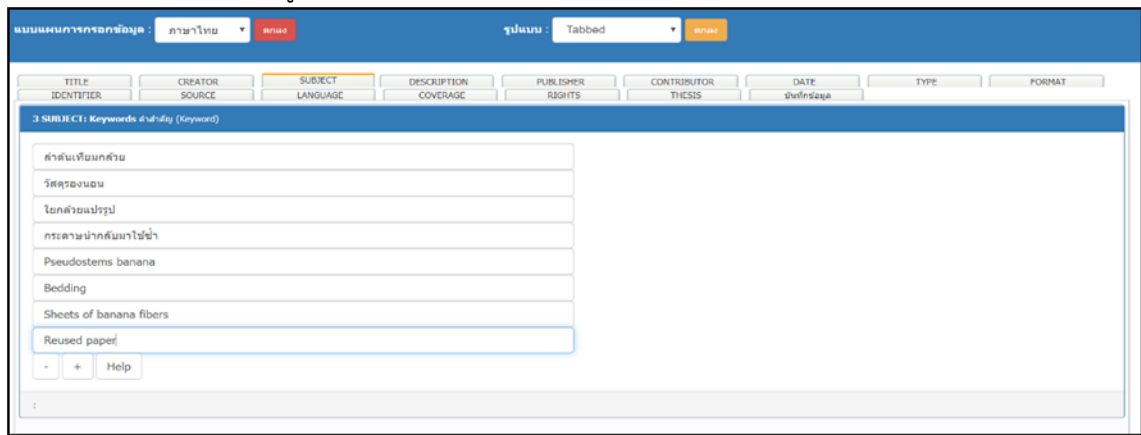 แบบแผนการกรอกข้อมูล : ภาษาไทย ตกลง รูปแบบ : Tabbed ตกลง
TITLE CREATOR SUBJECT DESCRIPTION PUBLISHER CONTRIBUTOR DATE TYPE FORMAT
IDENTIFIER SOURCE LANGUAGE COVERAGE RIGHTS THESIS บันทึกข้อมูล
3 SUBJECT: Keywords คำสำคัญ (Keyword)
ลำต้นเทียมกล้วย
วัสดุรองนอน
ใยกล้วยแปรรูป
กระดาษนำกลับมาใช้ซ้ำ
Pseudostems banana
Bedding
Sheets of banana fibers
Reused paper
- + Help
: